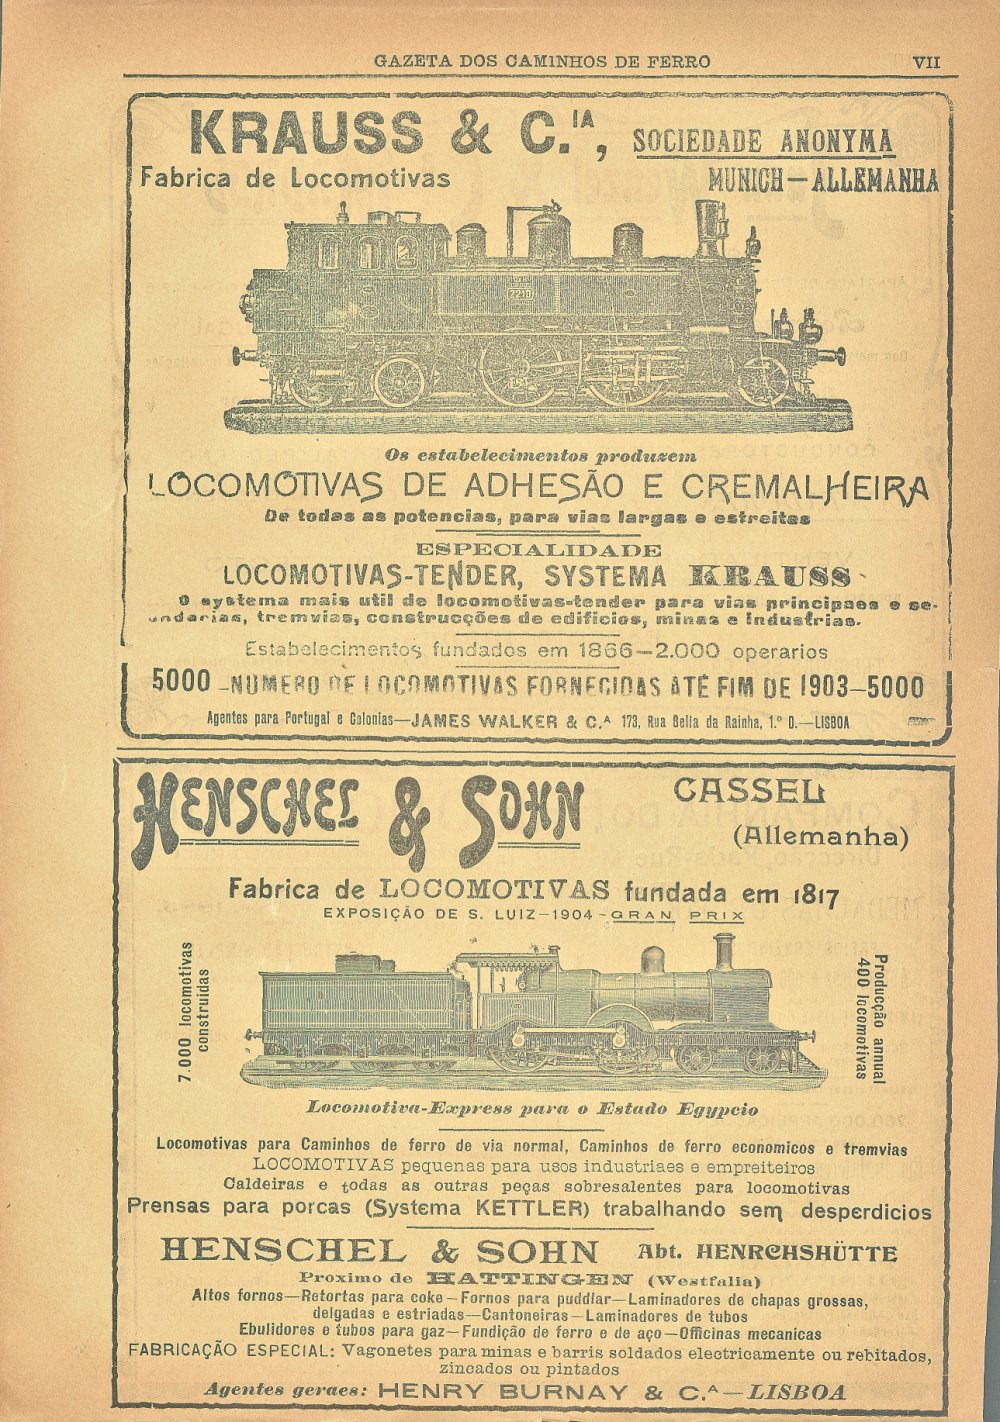 GAZETA DOS CAMINHOS DE FERRO VII
KRAUSS & C.IA, SOCIEDADE ANONYMA
Fabrica de Locomotivas MUNICH—ALLEMANHA
2210
Os estabelecimentos produzem
LOCOMOTIVAS DE ADHESÃO E CREMALHEIRA
De todas as potencias, para vias largas e estreitas
ESPECIALIDADE
LOCOMOTIVAS-TENDER, SYSTEMA KRAUSS
O systema mais util de locomotivas-tender para vias principaes e se-
undarias, tremvias, construcções de edificios, minas e industrias.
Estabelecimentos fundados em 1866—2.000 operarios
5000—NUMERO DE LOCOMOTIVAS FORNECIDAS ATÉ FIM DE 1903—5000
Agentes para Portugal e Colonias—JAMES WALKER & C.ᴬ 173, Rua Bella da Rainha, 1.º D.—LISBOA
HENSCHEL & SOHN CASSEL
(Allemanha)
Fabrica de LOCOMOTIVAS fundada em 1817
EXPOSIÇÃO DE S. LUIZ—1904-GRAN PRIX
7.000 locomotivas
construidas
Producção annual
400 locomotivas
Locomotiva-Express para o Estado Egypcio
Locomotivas para Caminhos de ferro de via normal, Caminhos de ferro economicos e tremvias
LOCOMOTIVAS pequenas para usos industriaes e empreiteiros
Caldeiras e todas as outras peças sobresalentes para locomotivas
Prensas para porcas (Systema KETTLER) trabalhando sem desperdicios
HENSCHEL & SOHN Abt. HENRCHSHÜTTE
Proximo de HATTINGEN (Westfalia)
Altos fornos—Retortas para coke—Fornos para puddlar—Laminadores de chapas grossas,
delgadas e estriadas—Cantoneiras—Laminadores de tubos
Ebulidores e tubos para gaz—Fundição de ferro e de aço—Officinas mecanicas
FABRICAÇÃO ESPECIAL: Vagonetes para minas e barris soldados electricamente ou rebitados,
zincados ou pintados
Agentes geraes: HENRY BURNAY & C.ᴬ—LISBOA